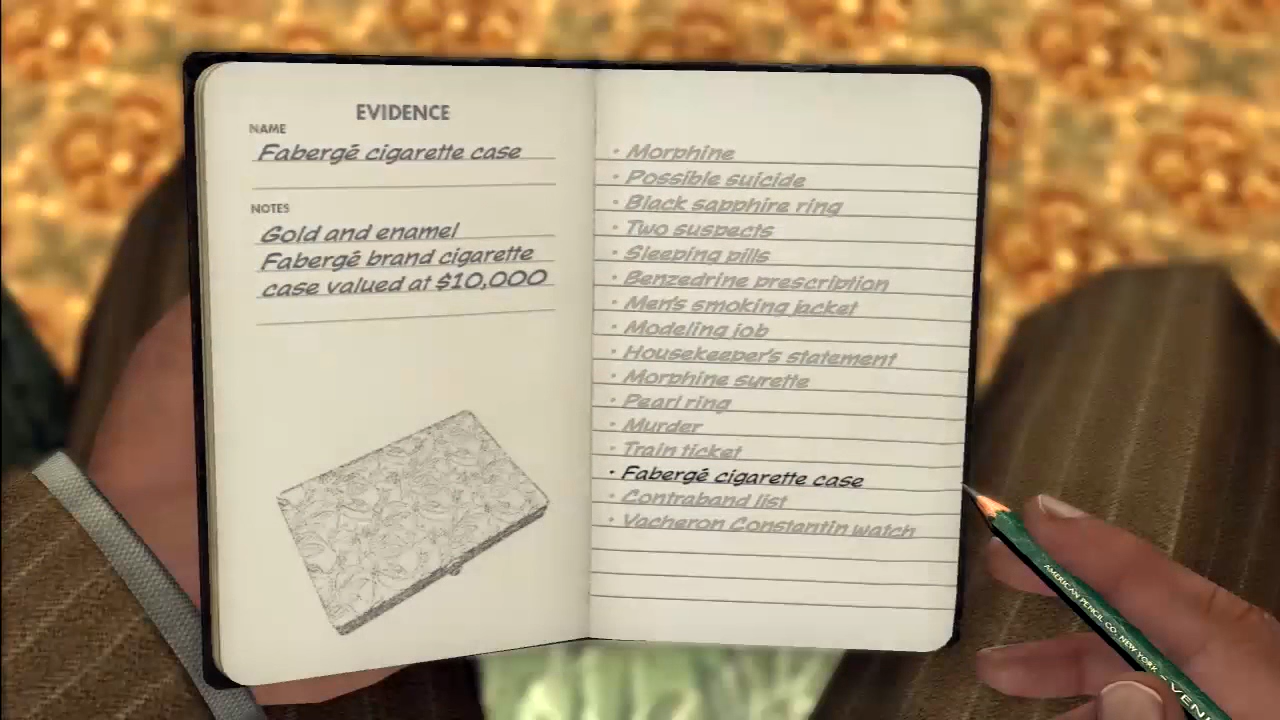 EVIDENCE
NAME
Fabergé cigarette case
NOTES
Gold and enamel
Fabergé brand cigarette
case valued at $10,000
• Morphine
• Possible suicide
• Black sapphire ring
• Two suspects
• Sleeping pills
• Benzedrine prescription
• Men's smoking jacket
• Modeling job
• Housekeeper's statement
• Morphine syrette
• Pearl ring
• Murder
• Train ticket
• Fabergé cigarette case
• Contraband list
• Vacheron Constantin watch
AMERICAN PENCIL CO. NEW YORK